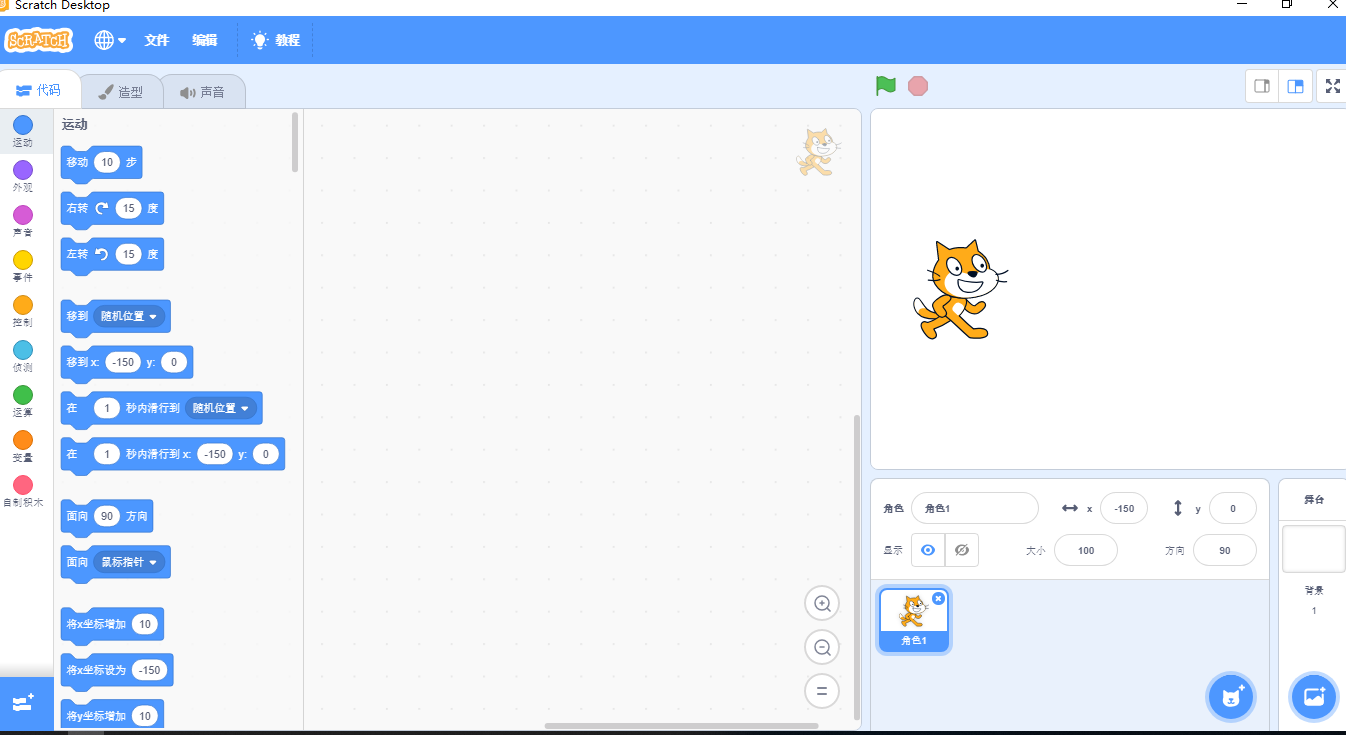 Scratch Desktop
SCRATCH 文件 编辑 教程
代码 造型 声音
运动
外观
声音
事件
控制
侦测
运算
变量
自制积木
运动
移动 10 步
右转 15 度
左转 15 度
移到 随机位置
移到 x: -150 y: 0
在 1 秒内滑行到 随机位置
在 1 秒内滑行到 x: -150 y: 0
面向 90 方向
面向 鼠标指针
将x坐标增加 10
将x坐标设为 -150
将y坐标增加 10
角色 角色1 x -150 y 0
显示 大小 100 方向 90
角色1
舞台
背景
1